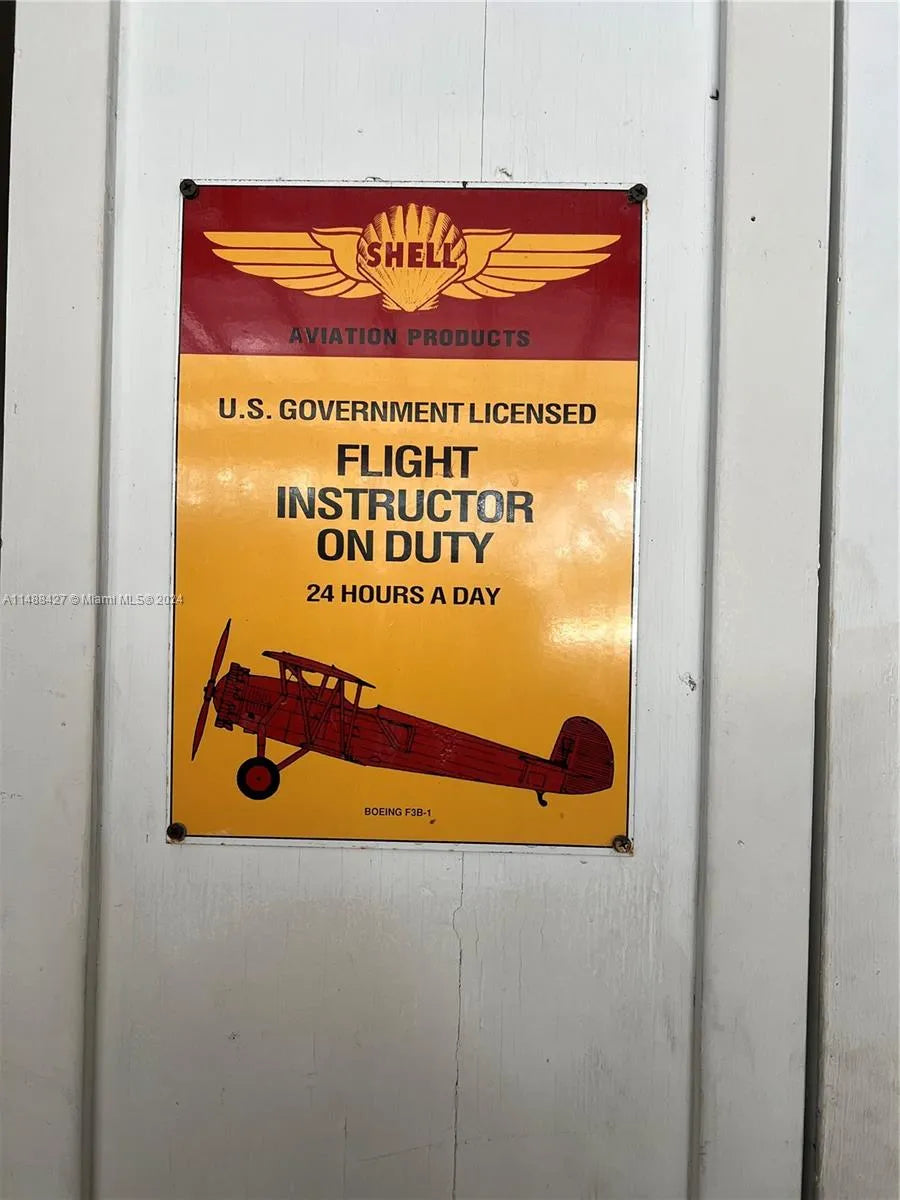 SHELL
AVIATION PRODUCTS
U.S. GOVERNMENT LICENSED
FLIGHT
INSTRUCTOR
ON DUTY
24 HOURS A DAY
A11488427 © Miami MLS® 2024
BOEING F3B-1